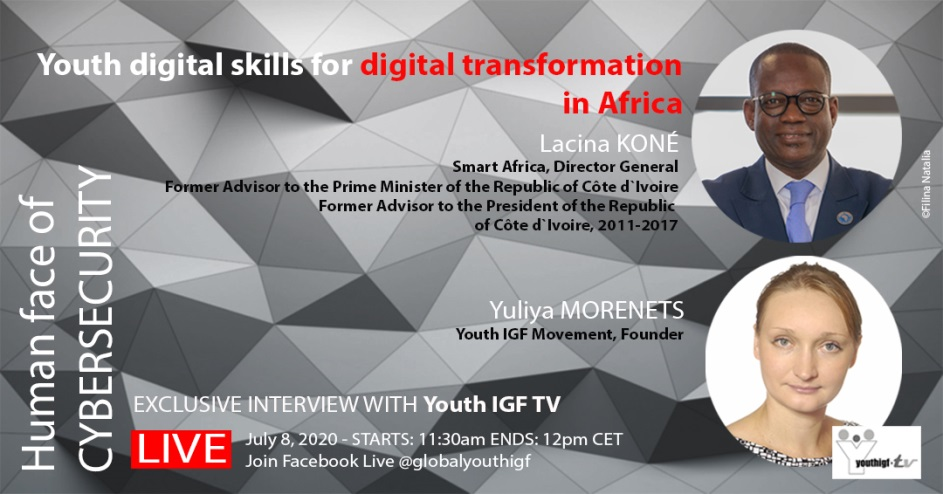 Youth digital skills for digital transformation
in Africa
Lacina KONÉ
Smart Africa, Director General
Former Advisor to the Prime Minister of the Republic of Côte d`Ivoire
Former Advisor to the President of the Republic
of Côte d`Ivoire, 2011-2017
©Filina Natalia
Human face of
CYBERSECURITY
Yuliya MORENETS
Youth IGF Movement, Founder
EXCLUSIVE INTERVIEW WITH Youth IGF TV
LIVE
July 8, 2020 - STARTS: 11:30am ENDS: 12pm CET
Join Facebook Live @globalyouthigf
youthigf-tv